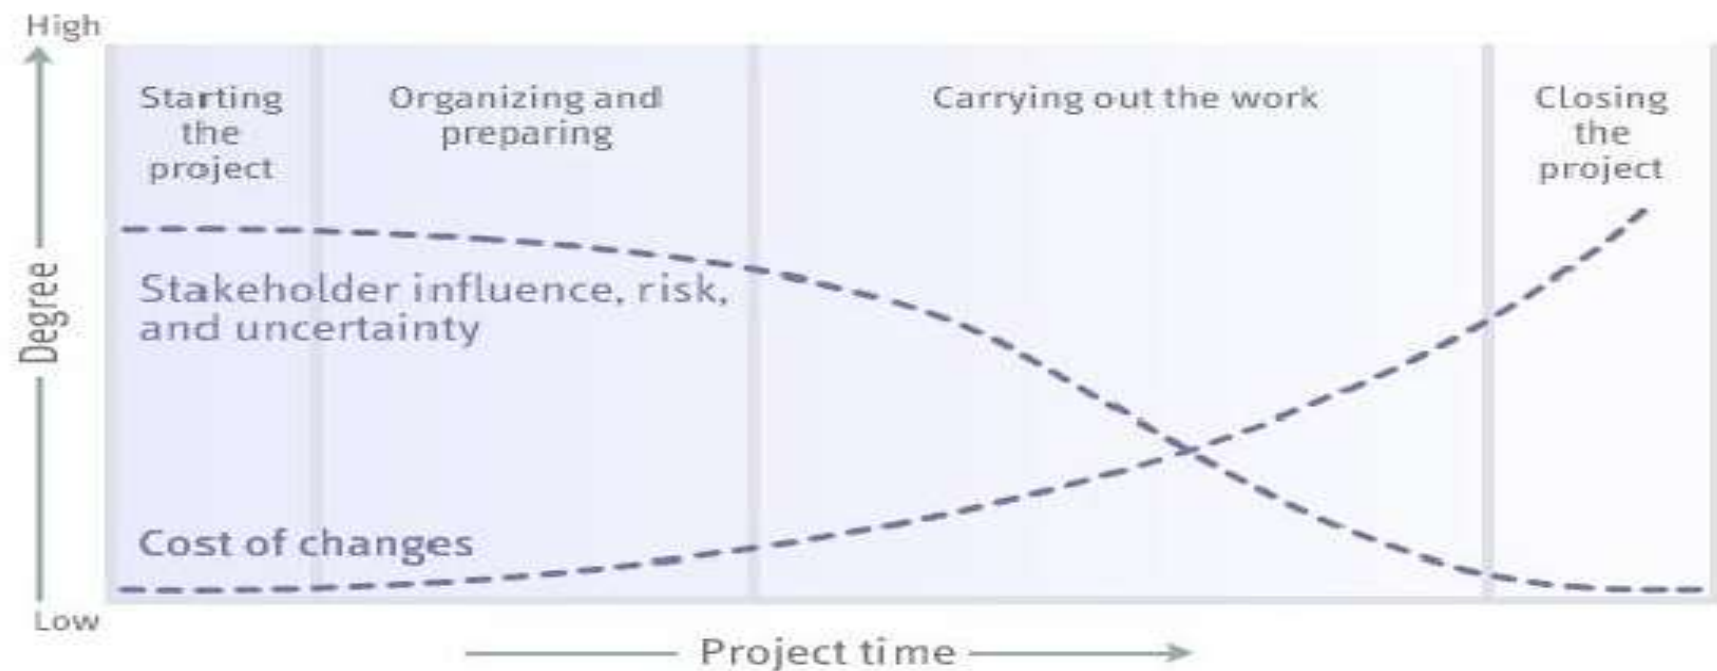 High
Starting
the
project
Organizing and
preparing
Carrying out the work
Closing
the
project
Degree
Stakeholder influence, risk,
and uncertainty
Cost of changes
Low
Project time